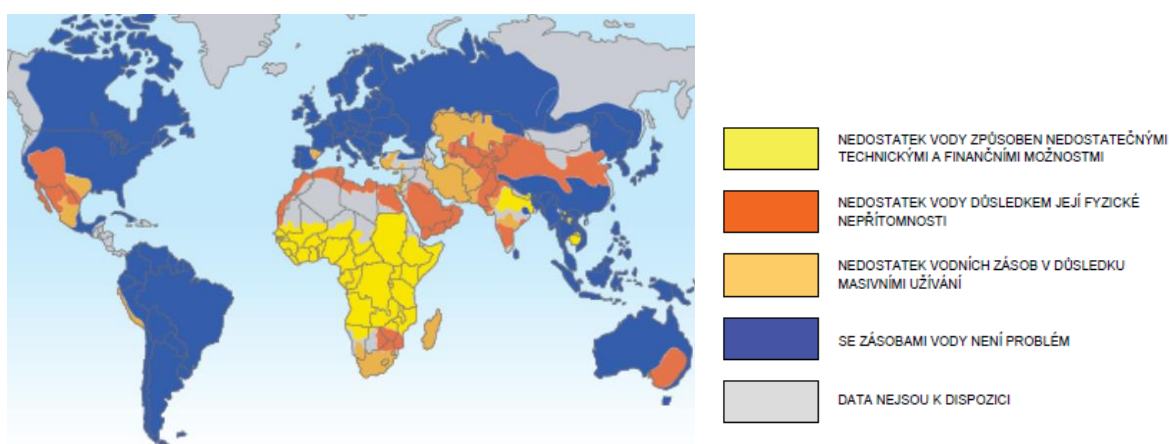 NEDOSTATEK VODY ZPŮSOBEN NEDOSTATEČNÝMI
TECHNICKÝMI A FINANČNÍMI MOŽNOSTMI
NEDOSTATEK VODY DŮSLEDKEM JEJÍ FYZICKÉ
NEPŘÍTOMNOSTI
NEDOSTATEK VODNÍCH ZÁSOB V DŮSLEDKU
MASIVNÍMI UŽÍVÁNÍ
SE ZÁSOBAMI VODY NENÍ PROBLÉM
DATA NEJSOU K DISPOZICI